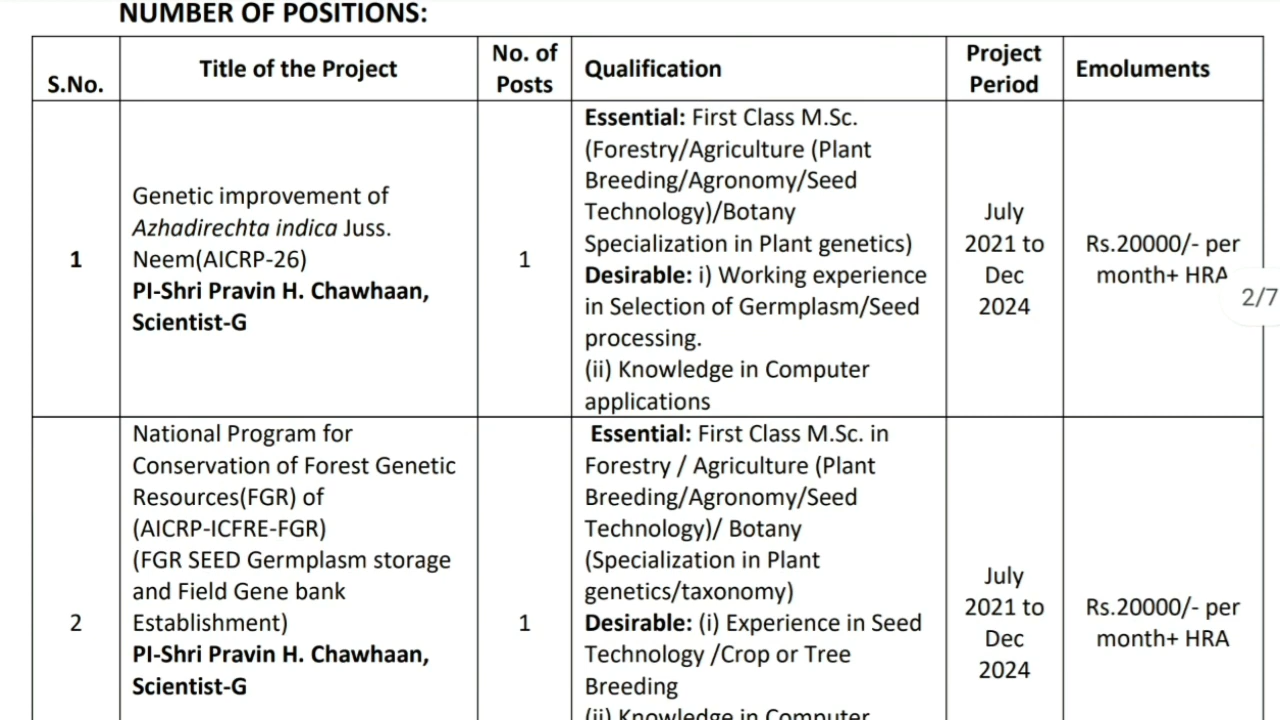 NUMBER OF POSITIONS:
S.No.
Title of the Project
No. of
Posts
Qualification
Project
Period
Emoluments
1
Genetic improvement of
Azhadirechta indica Juss.
Neem(AICRP-26)
PI-Shri Pravin H. Chawhaan,
Scientist-G
1
Essential: First Class M.Sc.
(Forestry/Agriculture (Plant
Breeding/Agronomy/Seed
Technology)/Botany
Specialization in Plant genetics)
Desirable: i) Working experience
in Selection of Germplasm/Seed
processing.
(ii) Knowledge in Computer
applications
July
2021 to
Dec
2024
Rs.20000/- per
month+ HRA
2/7
2
National Program for
Conservation of Forest Genetic
Resources(FGR) of
(AICRP-ICFRE-FGR)
(FGR SEED Germplasm storage
and Field Gene bank
Establishment)
PI-Shri Pravin H. Chawhaan,
Scientist-G
1
Essential: First Class M.Sc. in
Forestry / Agriculture (Plant
Breeding/Agronomy/Seed
Technology)/ Botany
(Specialization in Plant
genetics/taxonomy)
Desirable: (i) Experience in Seed
Technology /Crop or Tree
Breeding
(ii) Knowledge in Computer
July
2021 to
Dec
2024
Rs.20000/- per
month+ HRA